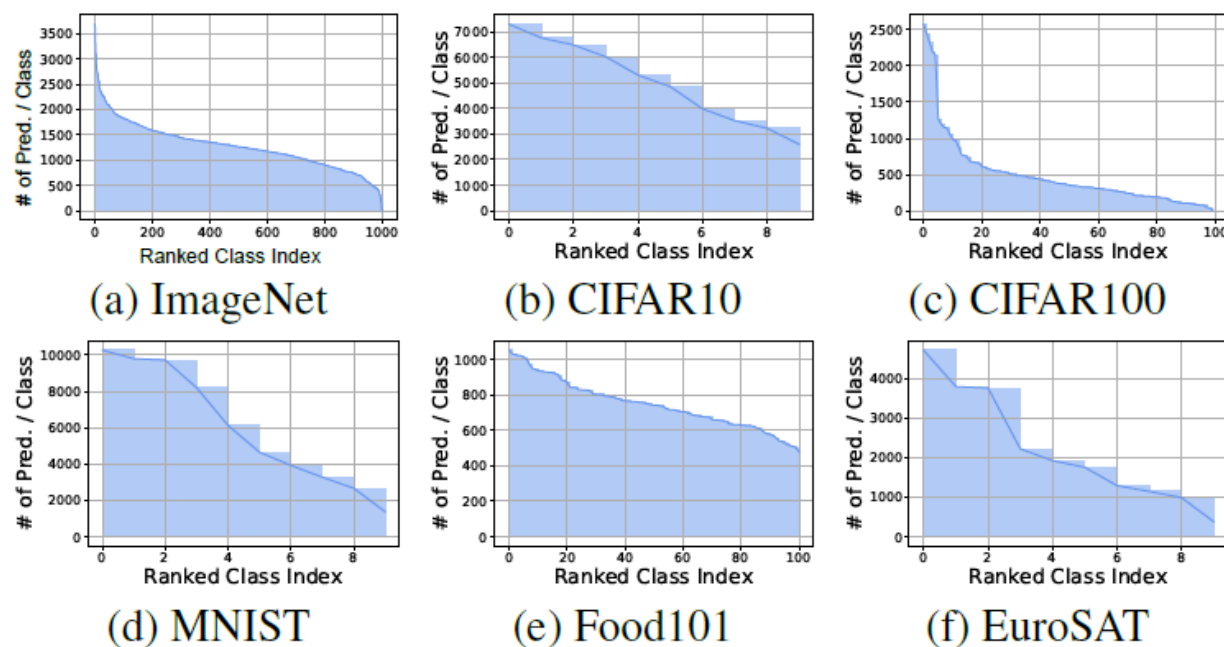 # of Pred. / Class
3500
3000
2500
2000
1500
1000
500
0
0 200 400 600 800 1000
Ranked Class Index
(a) ImageNet
# of Pred. / Class
7000
6000
5000
4000
3000
2000
1000
0
0 2 4 6 8
Ranked Class Index
(b) CIFAR10
# of Pred. / Class
2500
2000
1500
1000
500
0
0 20 40 60 80 100
Ranked Class Index
(c) CIFAR100
# of Pred. / Class
10000
8000
6000
4000
2000
0
0 2 4 6 8
Ranked Class Index
(d) MNIST
# of Pred. / Class
1000
800
600
400
200
0
0 20 40 60 80 100
Ranked Class Index
(e) Food101
# of Pred. / Class
4000
3000
2000
1000
0
0 2 4 6 8
Ranked Class Index
(f) EuroSAT